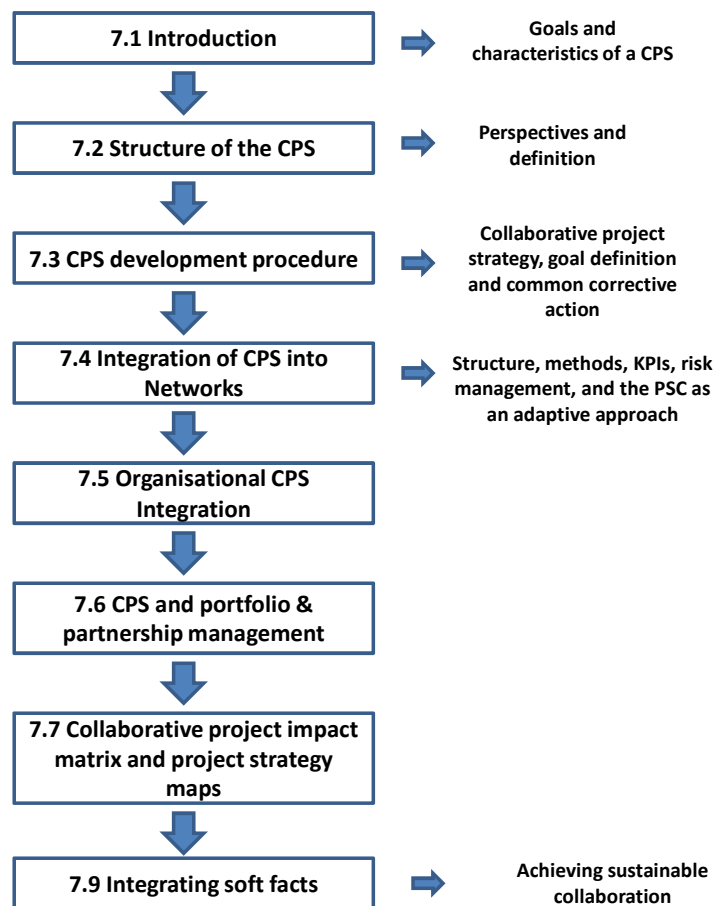 7.1 Introduction
Goals and
characteristics of a CPS
7.2 Structure of the CPS
Perspectives and
definition
7.3 CPS development procedure
Collaborative project
strategy, goal definition
and common corrective
action
7.4 Integration of CPS into
Networks
Structure, methods, KPIs, risk
management, and the PSC as
an adaptive approach
7.5 Organisational CPS
Integration
7.6 CPS and portfolio &
partnership management
7.7 Collaborative project impact
matrix and project strategy
maps
7.9 Integrating soft facts
Achieving sustainable
collaboration